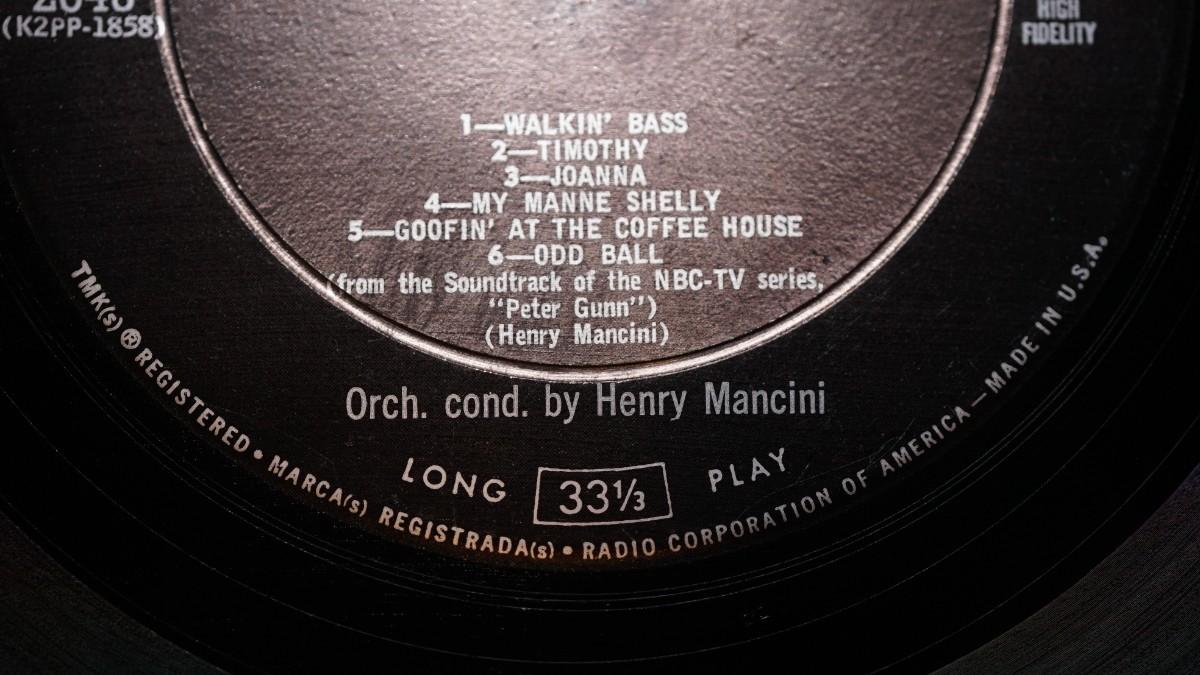 (K2PP-1858)
HIGH
FIDELITY
1—WALKIN' BASS
2—TIMOTHY
3—JOANNA
4—MY MANNE SHELLY
5—GOOFIN' AT THE COFFEE HOUSE
6—ODD BALL
(from the Soundtrack of the NBC-TV series,
"Peter Gunn")
(Henry Mancini)
Orch. cond. by Henry Mancini
LONG 33⅓ PLAY
TMK(s) ® REGISTERED • MARCA(s) REGISTRADA(s) • RADIO CORPORATION OF AMERICA — MADE IN U.S.A.